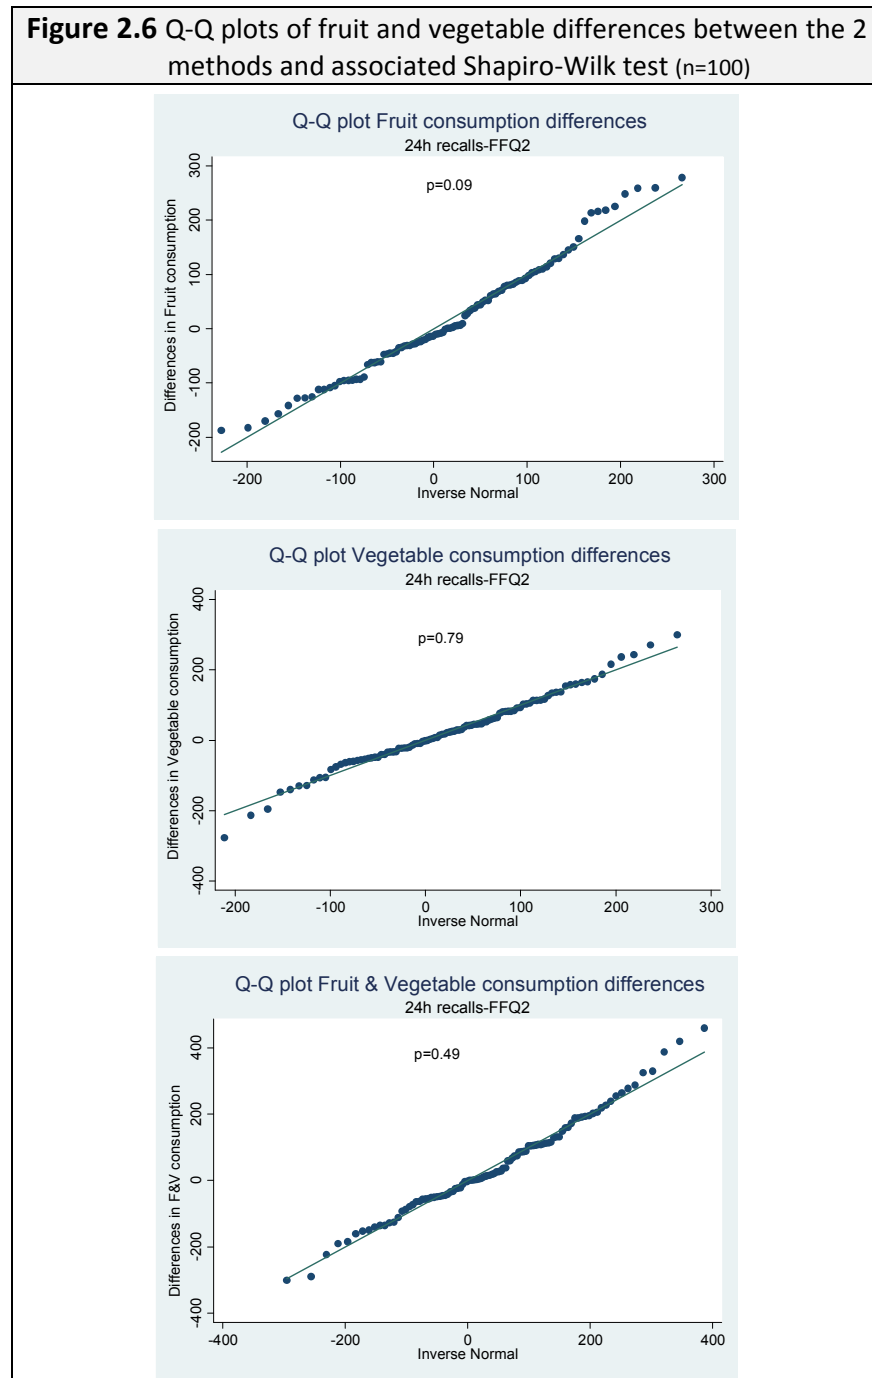 Figure 2.6 Q-Q plots of fruit and vegetable differences between the 2
methods and associated Shapiro-Wilk test (n=100)
Q-Q plot Fruit consumption differences
24h recalls-FFQ2
p=0.09
Differences in Fruit consumption
300
200
100
0
-100
-200
-200 -100 0 100 200 300
Inverse Normal
Q-Q plot Vegetable consumption differences
24h recalls-FFQ2
p=0.79
Differences in Vegetable consumption
400
200
0
-200
-400
-200 -100 0 100 200 300
Inverse Normal
Q-Q plot Fruit & Vegetable consumption differences
24h recalls-FFQ2
p=0.49
Differences in F&V consumption
400
200
0
-200
-400
-400 -200 0 200 400
Inverse Normal